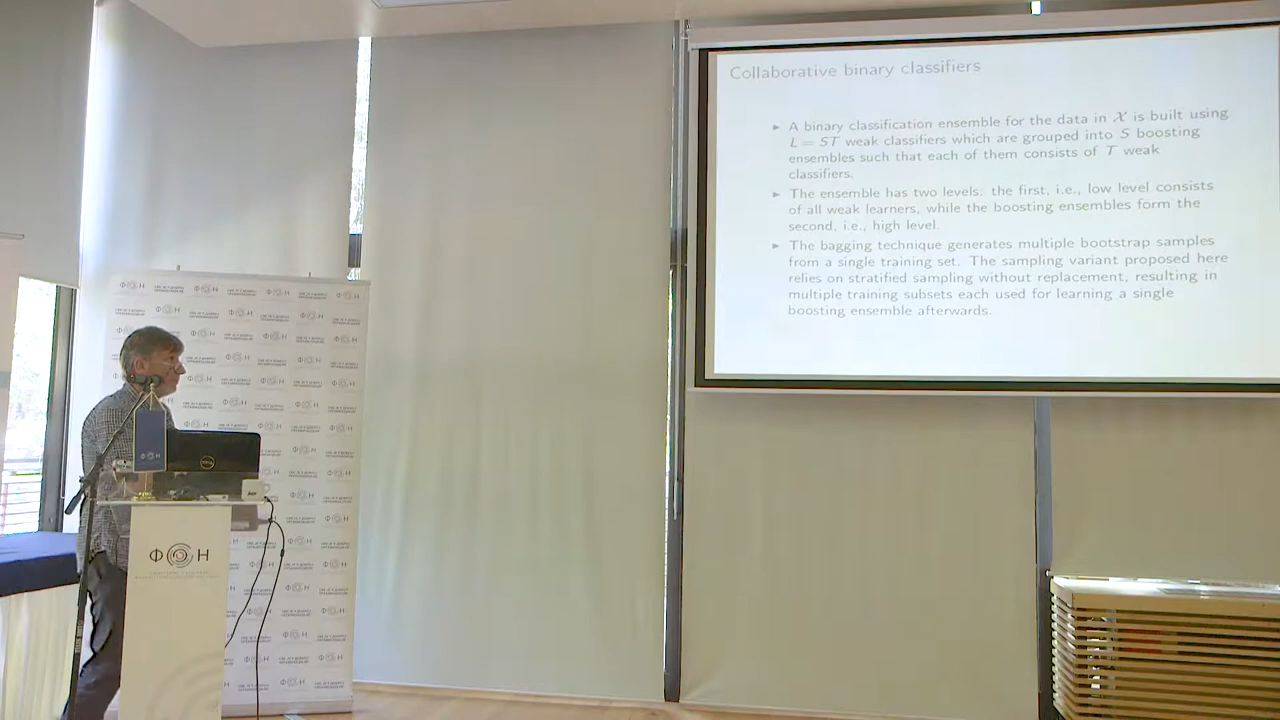 Collaborative binary classifiers
► A binary classification ensemble for the data in 𝒳 is built using
L = ST weak classifiers which are grouped into S boosting
ensembles such that each of them consists of T weak
classifiers.
► The ensemble has two levels: the first, i.e., low level consists
of all weak learners, while the boosting ensembles form the
second, i.e., high level.
► The bagging technique generates multiple bootstrap samples
from a single training set. The sampling variant proposed here
relies on stratified sampling without replacement, resulting in
multiple training subsets each used for learning a single
boosting ensemble afterwards.
DELL
ФОН